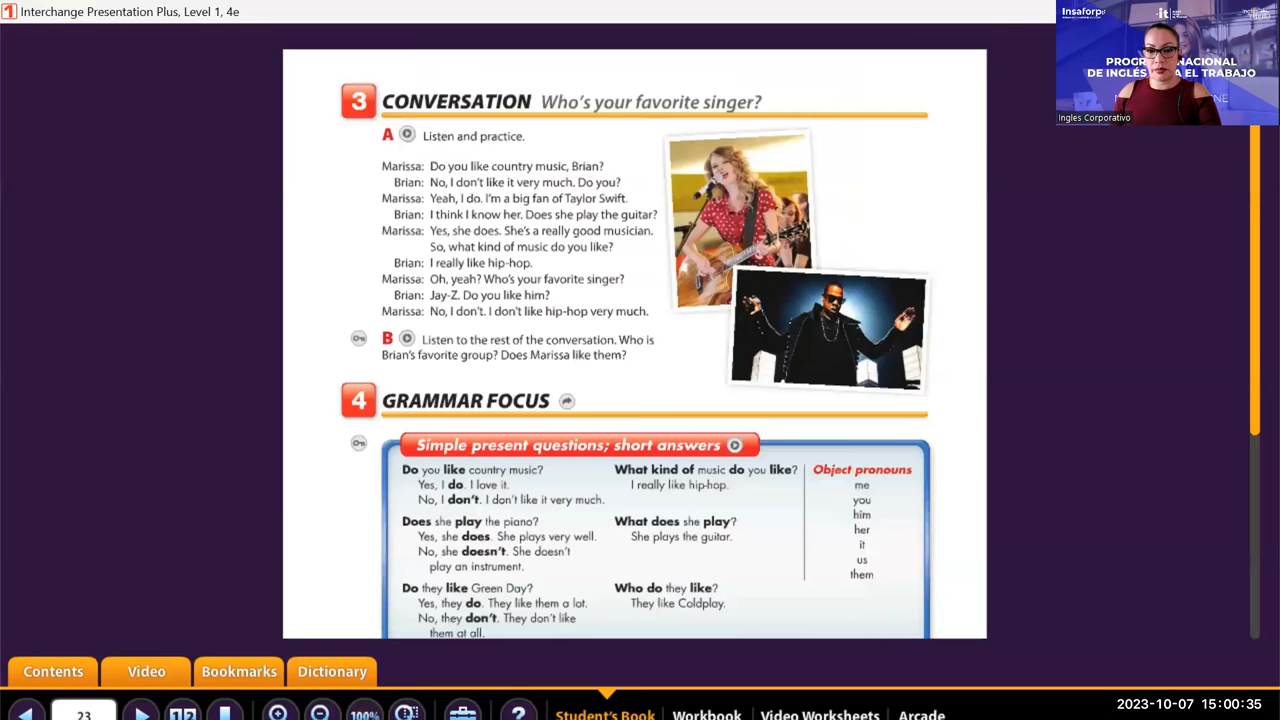 Interchange Presentation Plus, Level 1, 4e
Insaforp
PROGR NACIONAL
DE INGLÉS A EL TRABAJO
Ingles Corporativo
3 CONVERSATION Who's your favorite singer?
A Listen and practice.
Marissa: Do you like country music, Brian?
Brian: No, I don't like it very much. Do you?
Marissa: Yeah, I do. I'm a big fan of Taylor Swift.
Brian: I think I know her. Does she play the guitar?
Marissa: Yes, she does. She's a really good musician.
So, what kind of music do you like?
Brian: I really like hip-hop.
Marissa: Oh, yeah? Who's your favorite singer?
Brian: Jay-Z. Do you like him?
Marissa: No, I don't. I don't like hip-hop very much.
B Listen to the rest of the conversation. Who is
Brian's favorite group? Does Marissa like them?
4 GRAMMAR FOCUS
Simple present questions; short answers
Do you like country music?
Yes, I do. I love it.
No, I don't. I don't like it very much.
Does she play the piano?
Yes, she does. She plays very well.
No, she doesn't. She doesn't
play an instrument.
Do they like Green Day?
Yes, they do. They like them a lot.
No, they don't. They don't like
them at all.
What kind of music do you like?
I really like hip-hop.
What does she play?
She plays the guitar.
Who do they like?
They like Coldplay.
Object pronouns
me
you
him
her
it
us
them
Contents Video Bookmarks Dictionary
23 100% ? Student's Book Workbook Video Worksheets Arcade
2023-10-07 15:00:35